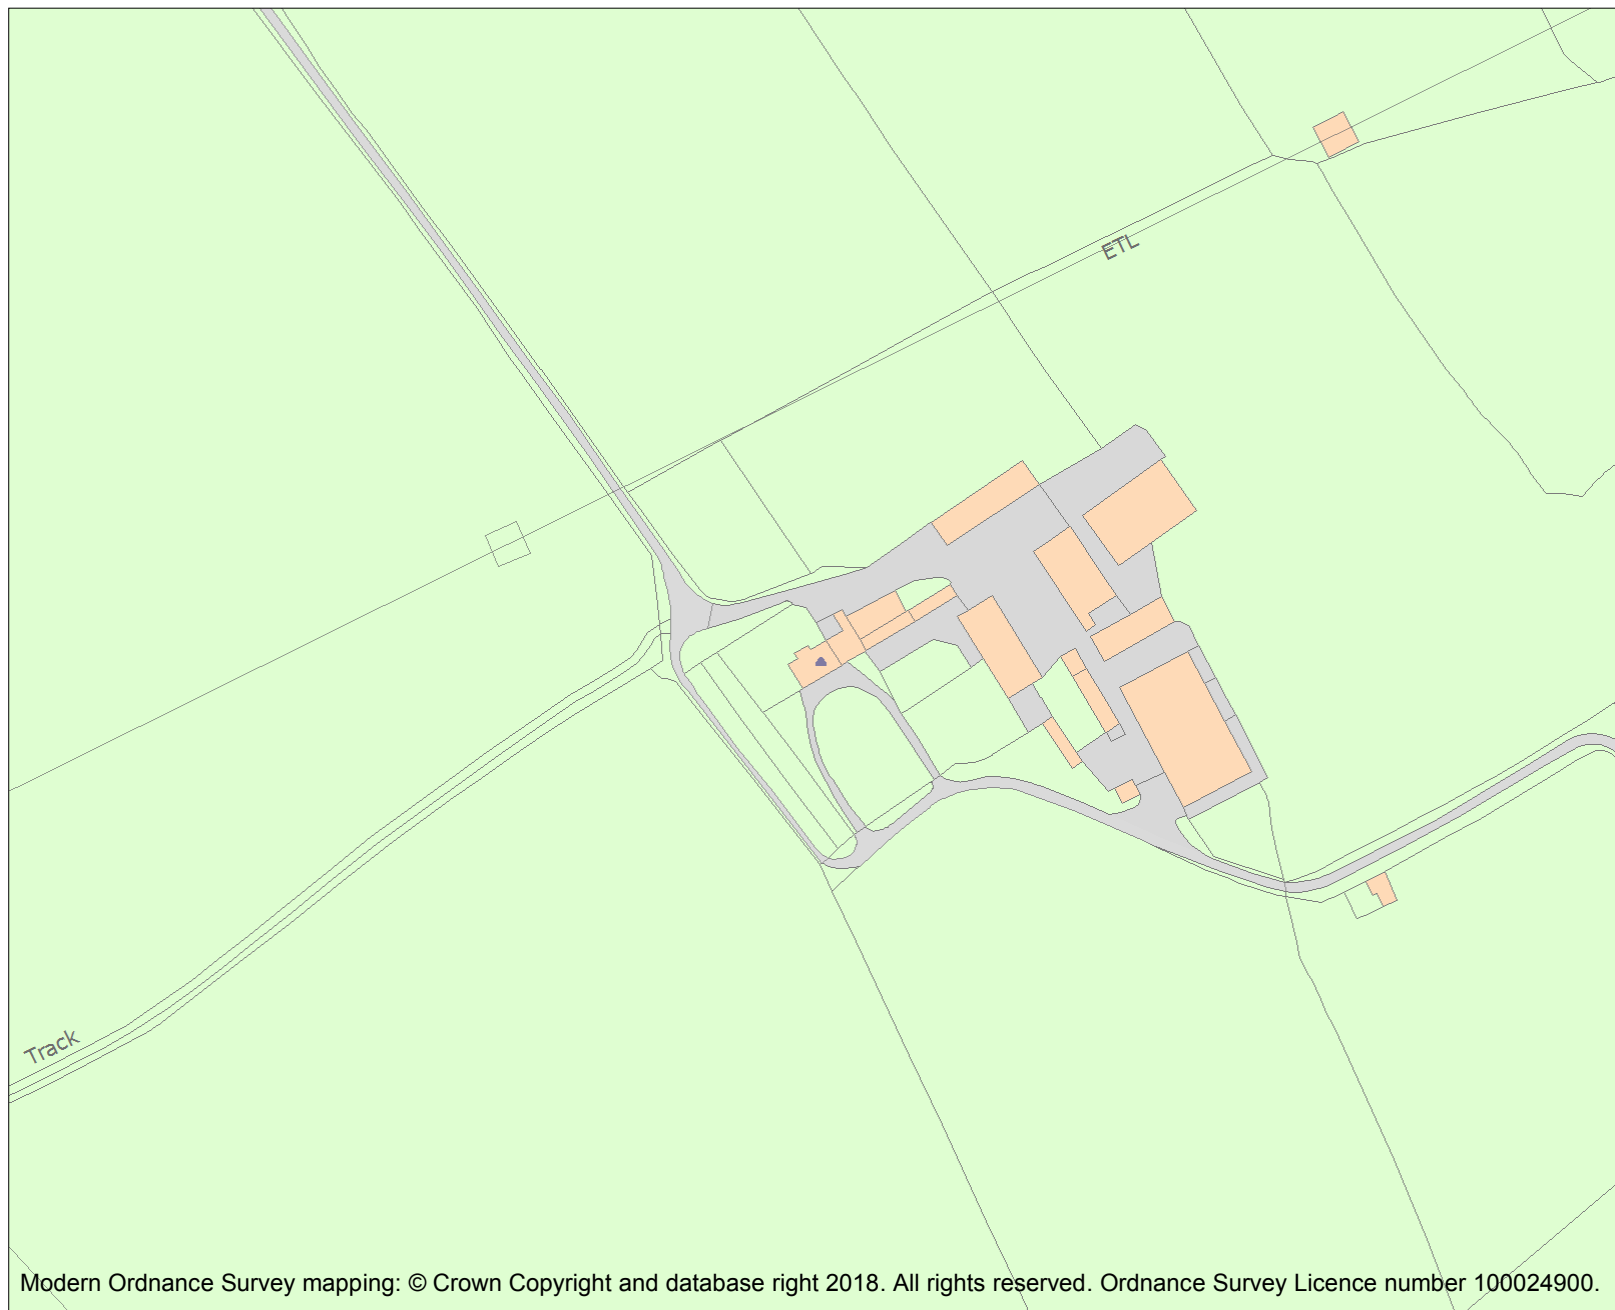 ETL
Track
Modern Ordnance Survey mapping: © Crown Copyright and database right 2018. All rights reserved. Ordnance Survey Licence number 100024900.